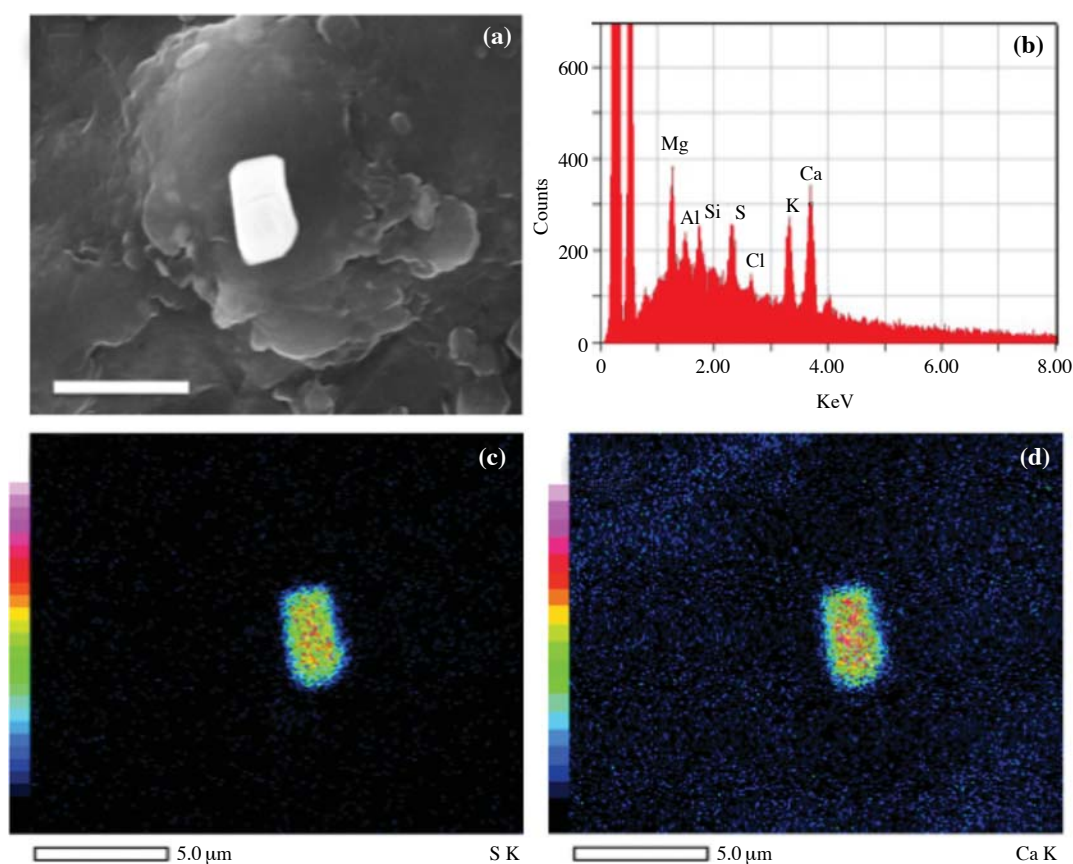 (a)
(b)
600
400
200
0
Counts
Mg
Al
Si
S
Cl
K
Ca
0
2.00
4.00
6.00
8.00
KeV
(c)
(d)
5.0 μm
S K
5.0 μm
Ca K